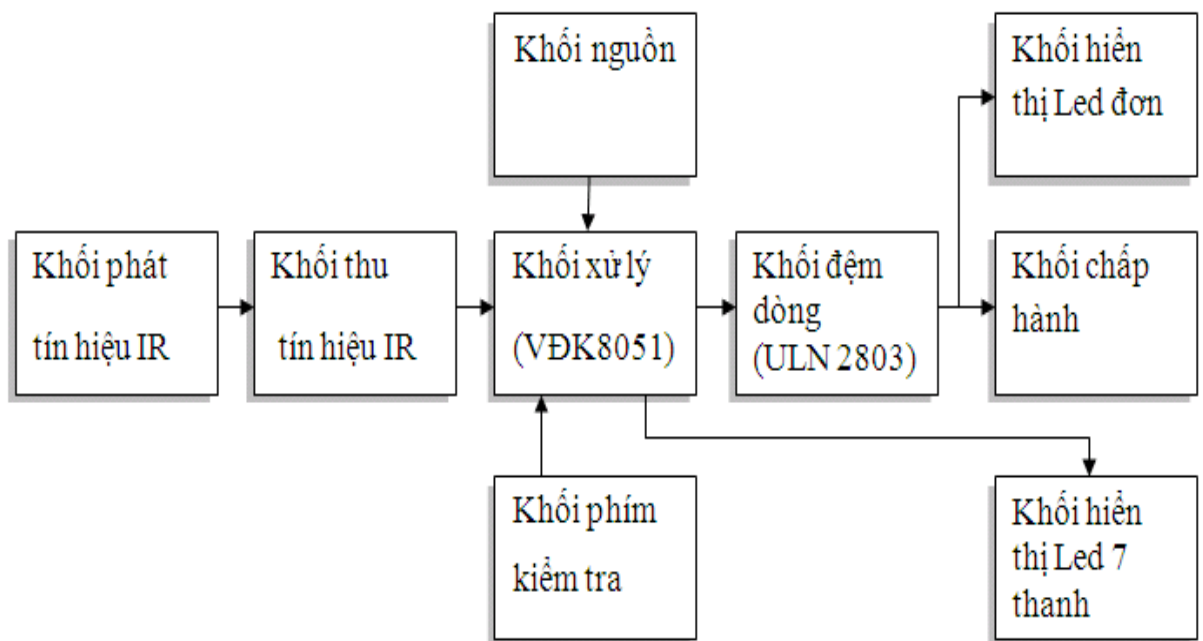 Khối nguồn
Khối hiển
thị Led đơn
Khối phát
tín hiệu IR
Khối thu
tín hiệu IR
Khối xử lý
(VĐK8051)
Khối đệm
dòng
(ULN 2803)
Khối chấp
hành
Khối phím
kiểm tra
Khối hiển
thị Led 7
thanh